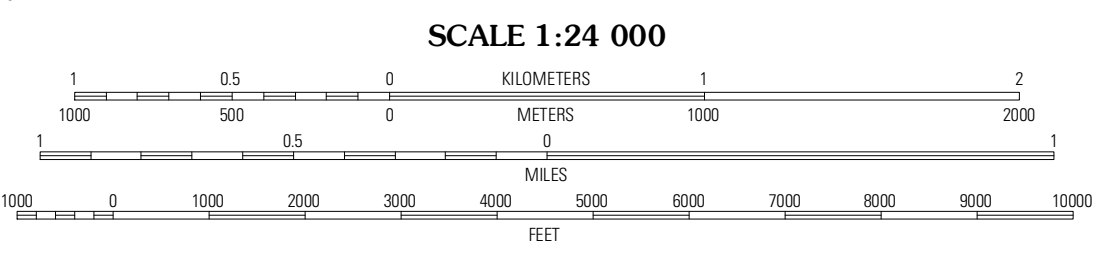 SCALE 1:24 000
1 0.5 0 KILOMETERS 1 2
1000 500 0 METERS 1000 2000
1 0.5 0 1
MILES
1000 0 1000 2000 3000 4000 5000 6000 7000 8000 9000 10000
FEET